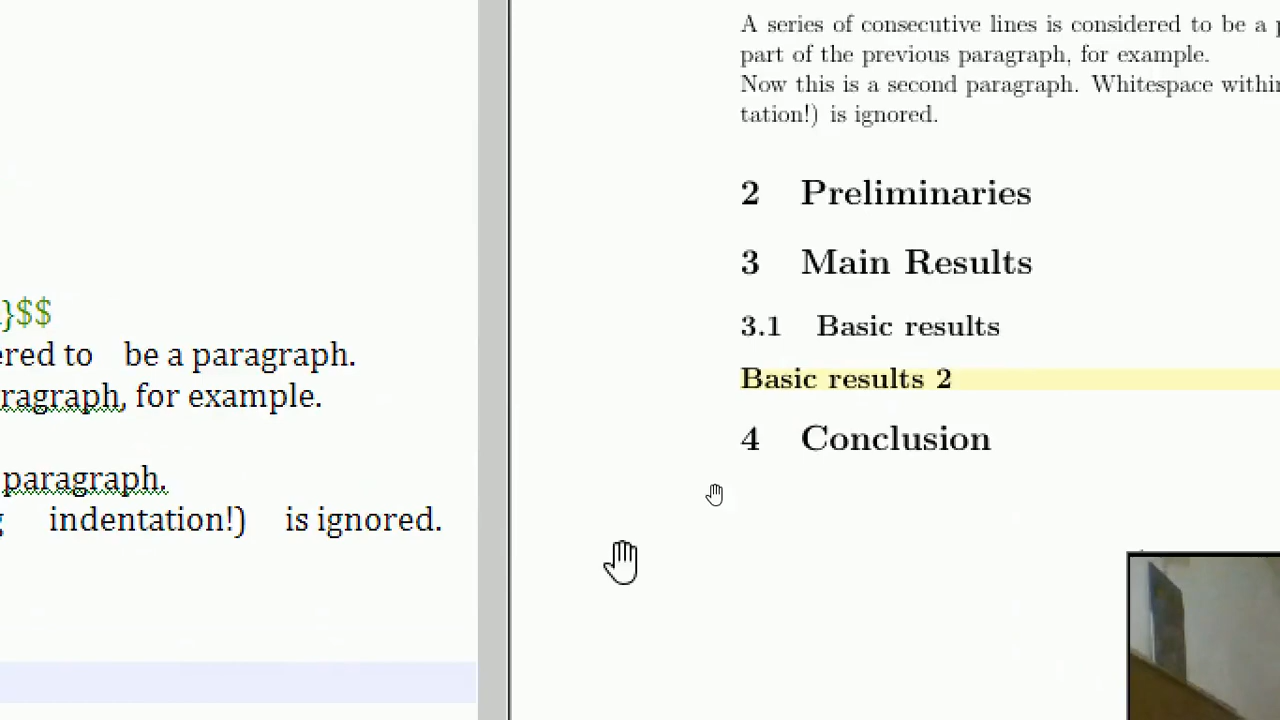 }$$
ered to be a paragraph.
ragraph, for example.
paragraph.
indentation!) is ignored.
A series of consecutive lines is considered to be a
part of the previous paragraph, for example.
Now this is a second paragraph. Whitespace within
tation!) is ignored.
2 Preliminaries
3 Main Results
3.1 Basic results
Basic results 2
4 Conclusion